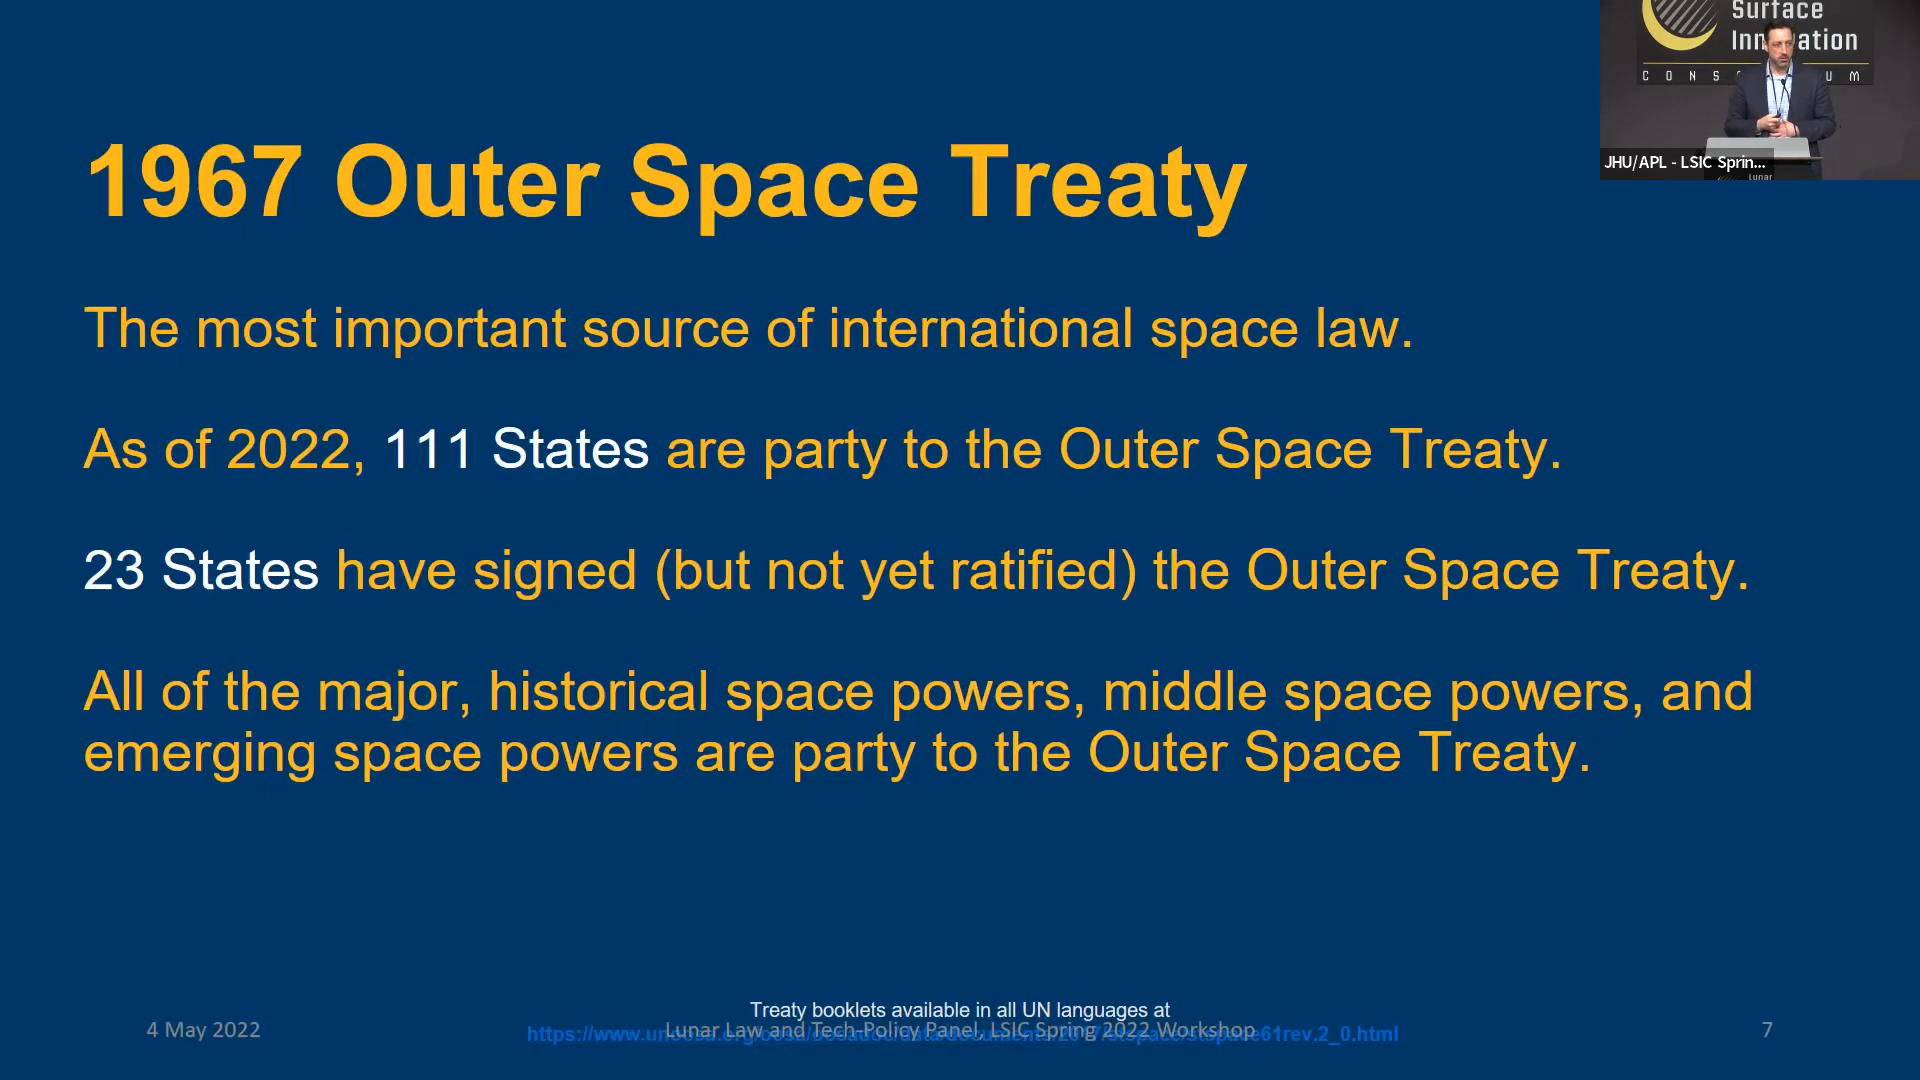 Surface
Innovation
CONS UM
JHU/APL - LSIC Sprin...
Lunar
1967 Outer Space Treaty
The most important source of international space law.
As of 2022, 111 States are party to the Outer Space Treaty.
23 States have signed (but not yet ratified) the Outer Space Treaty.
All of the major, historical space powers, middle space powers, and
emerging space powers are party to the Outer Space Treaty.
Treaty booklets available in all UN languages at
4 May 2022
Lunar Law and Tech-Policy Panel, LSIC Spring 2022 Workshop
7